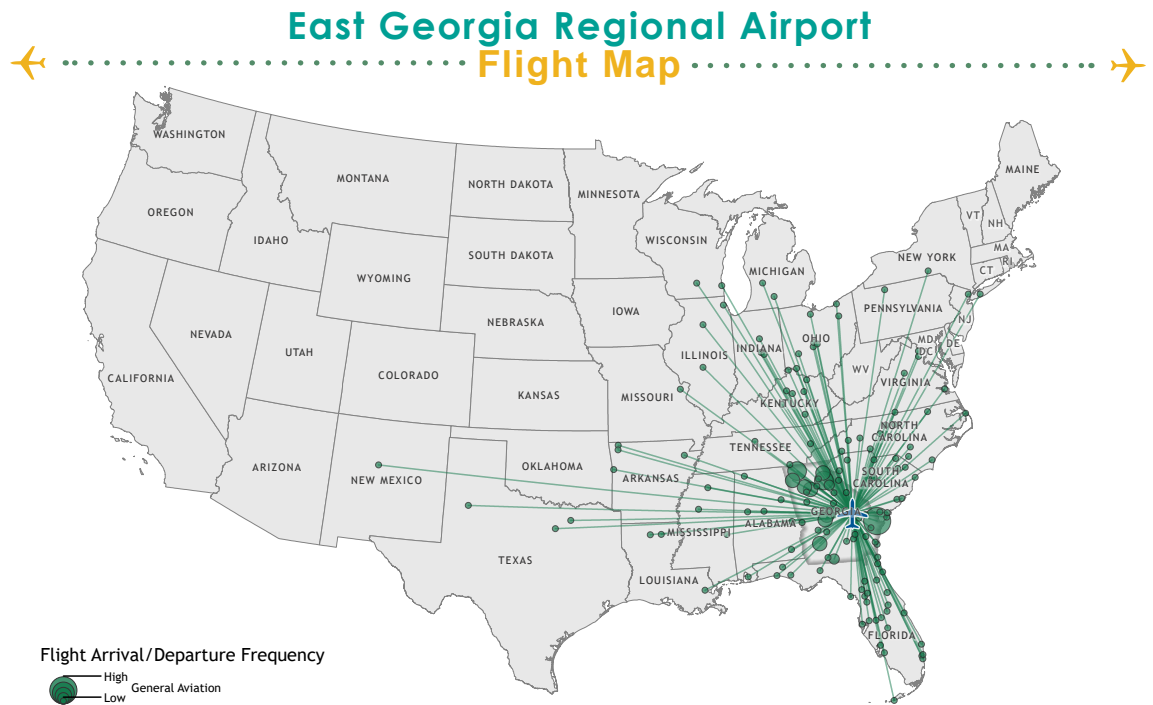 East Georgia Regional Airport
Flight Map
WASHINGTON
MONTANA
NORTH DAKOTA
MINNESOTA
MAINE
OREGON
IDAHO
SOUTH DAKOTA
WISCONSIN
VT
NH
WYOMING
MICHIGAN
NEW YORK
MA
RI
CT
NEVADA
NEBRASKA
IOWA
PENNSYLVANIA
NJ
UTAH
ILLINOIS
INDIANA
OHIO
MD
DE
DC
CALIFORNIA
COLORADO
KANSAS
MISSOURI
KENTUCKY
WV
VIRGINIA
ARIZONA
NEW MEXICO
OKLAHOMA
ARKANSAS
TENNESSEE
NORTH
CAROLINA
SOUTH
CAROLINA
TEXAS
LOUISIANA
MISSISSIPPI
ALABAMA
GEORGIA
FLORIDA
Flight Arrival/Departure Frequency
High
General Aviation
Low